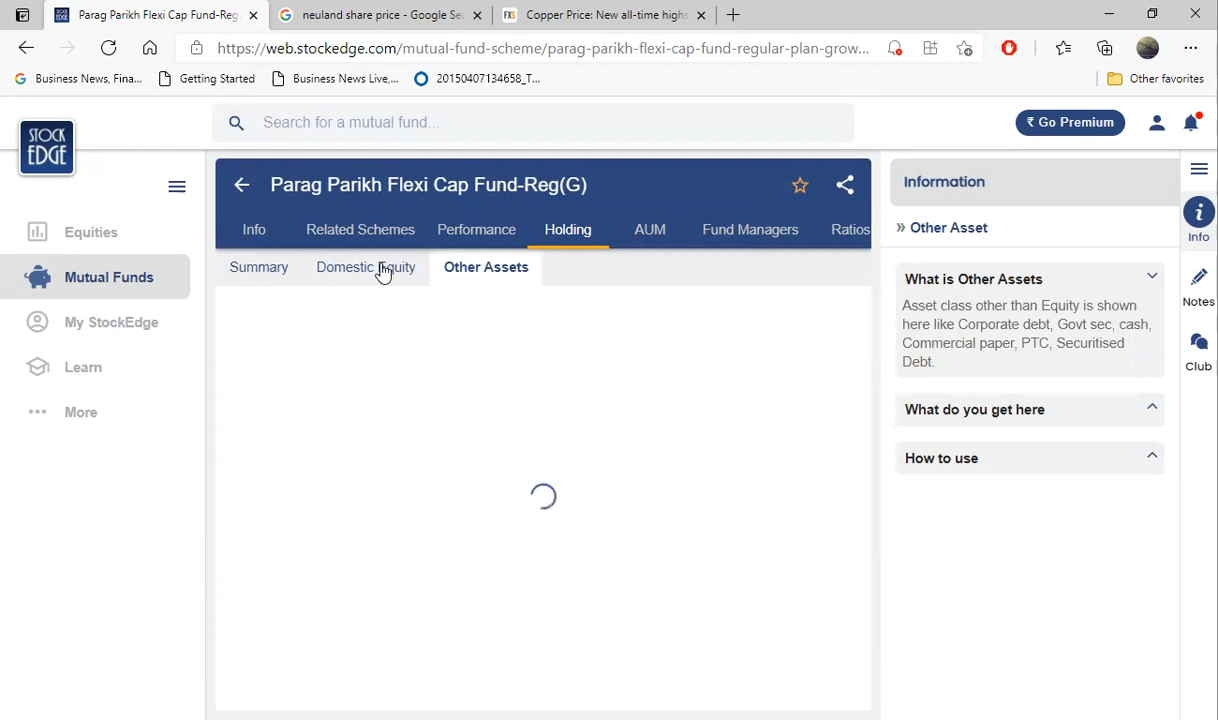 Parag Parikh Flexi Cap Fund-Reg
neuland share price - Google Sea
FXS Copper Price: New all-time highs
https://web.stockedge.com/mutual-fund-scheme/parag-parikh-flexi-cap-fund-regular-plan-grow...
G Business News, Fina...
Getting Started
Business News Live,...
20150407134658_T...
Other favorites
STOCK
EDGE
Search for a mutual fund...
₹ Go Premium
Equities
Mutual Funds
My StockEdge
Learn
More
Parag Parikh Flexi Cap Fund-Reg(G)
Info Related Schemes Performance Holding AUM Fund Managers Ratios
Summary Domestic Equity Other Assets
Information
» Other Asset
What is Other Assets
Asset class other than Equity is shown
here like Corporate debt, Govt sec, cash,
Commercial paper, PTC, Securitised
Debt.
What do you get here
How to use
Info
Notes
Club